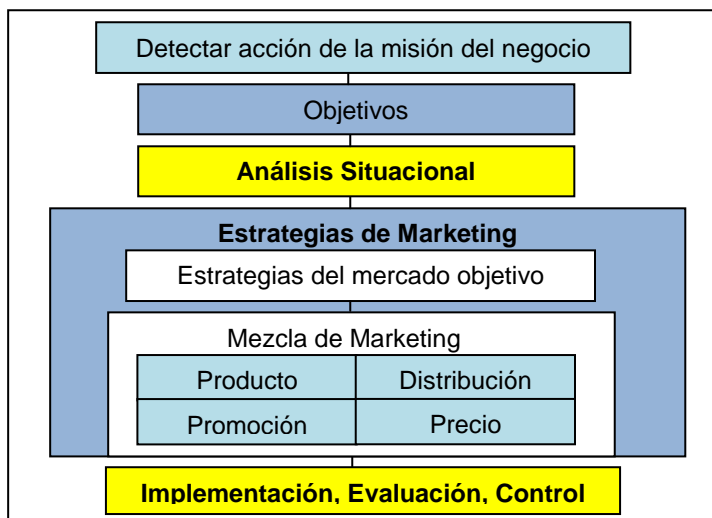 Detectar acción de la misión del negocio
Objetivos
Análisis Situacional
Estrategias de Marketing
Estrategias del mercado objetivo
Mezcla de Marketing
Producto
Distribución
Promoción
Precio
Implementación, Evaluación, Control